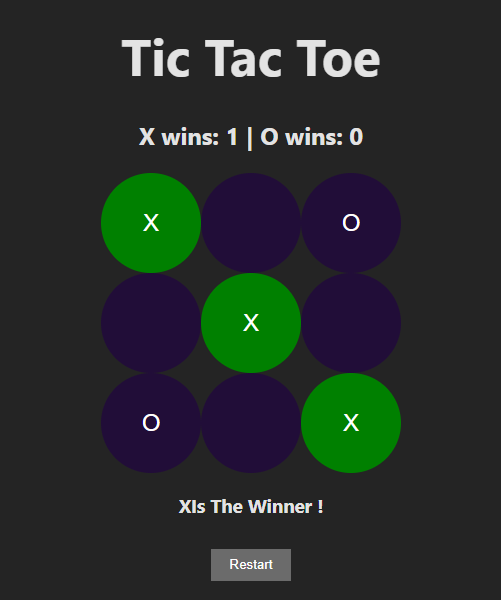 Tic Tac Toe
X wins: 1 | O wins: 0
X O
X
O X
XIs The Winner !
Restart